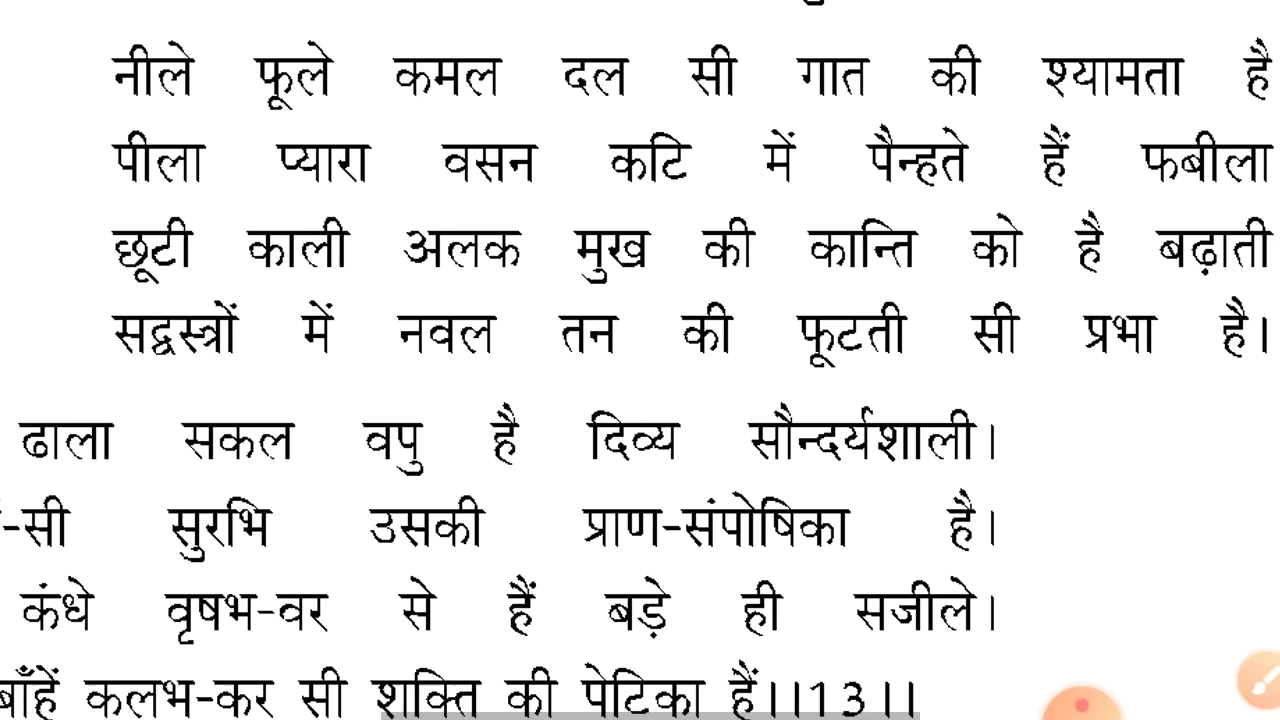 नीले फूले कमल दल सी गात की श्यामता है
पीला प्यारा वसन कटि में पैन्हते हैं फबीला
छूटी काली अलक मुख की कान्ति को है बढ़ाती
सद्वस्त्रों में नवल तन की फूटती सी प्रभा है।
ढाला सकल वपु है दिव्य सौन्दर्यशाली।
-सी सुरभि उसकी प्राण-संपोषिका है।
कंधे वृषभ-वर से हैं बड़े ही सजीले।
बाँहें कलभ-कर सी शक्ति की पेटिका हैं।।13।।